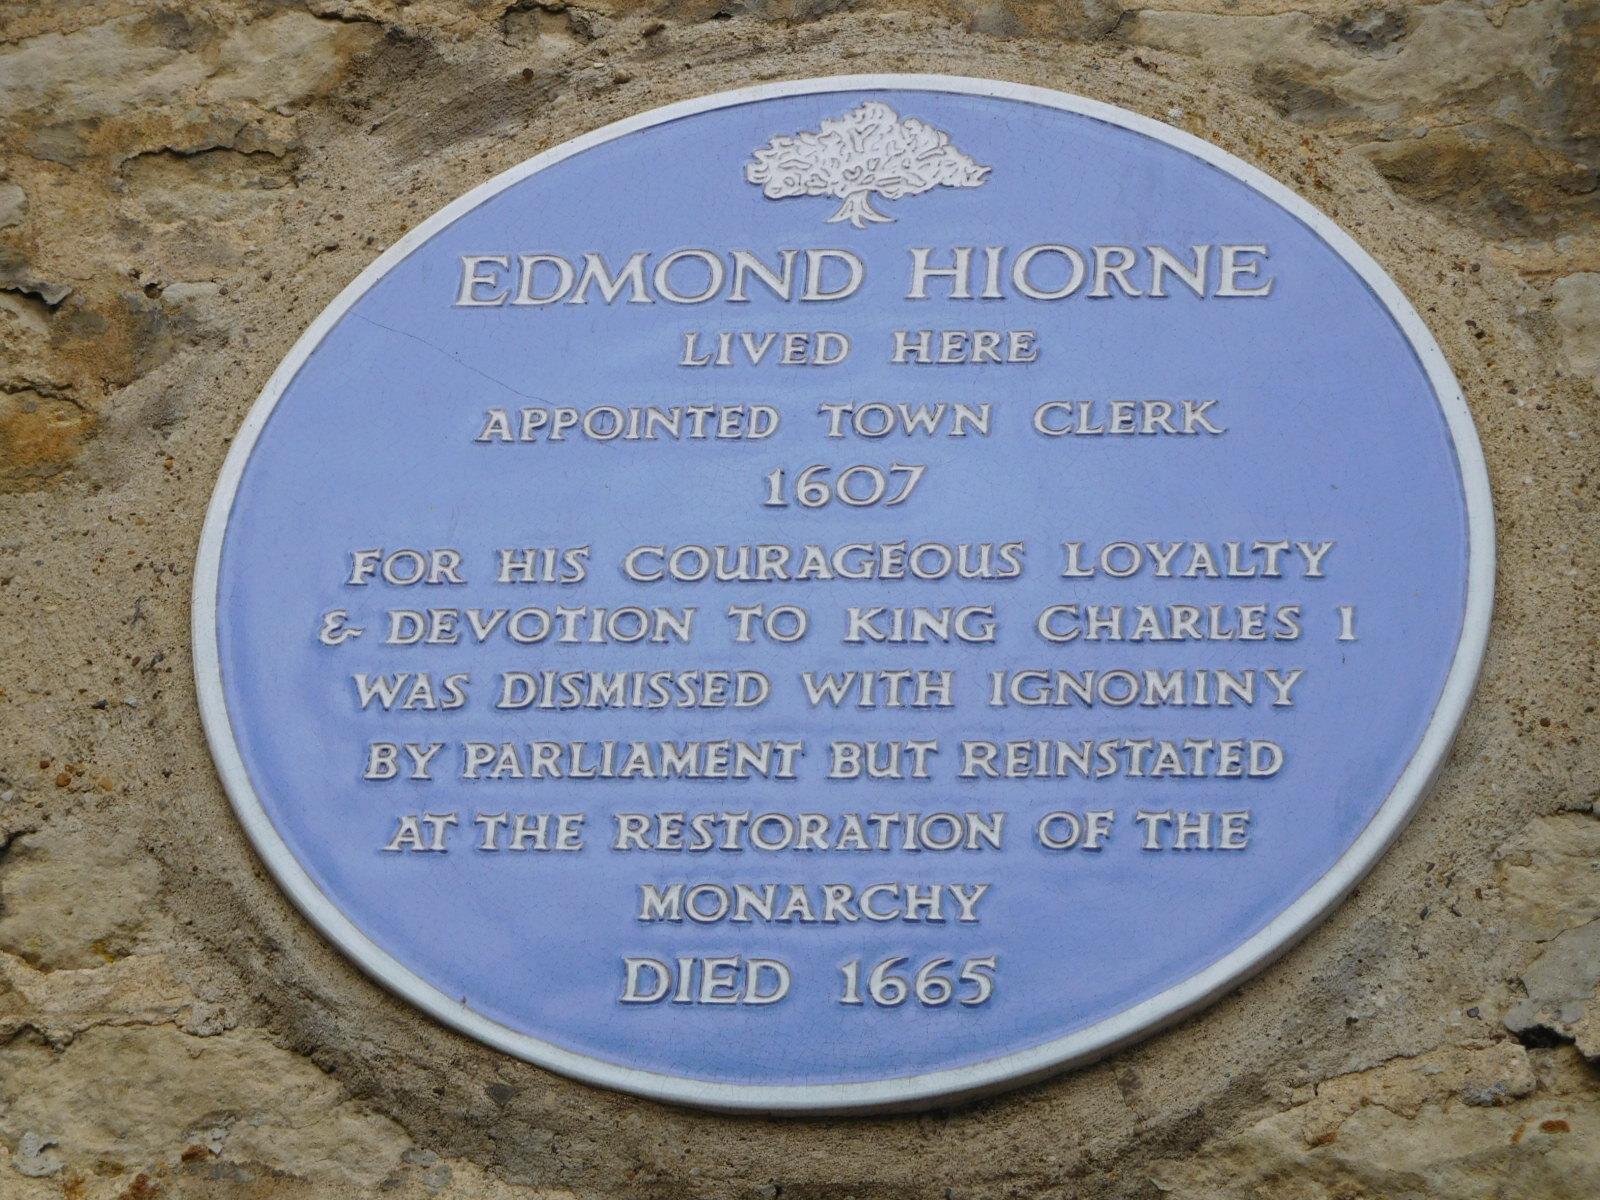 EDMOND HIORNE
LIVED HERE
APPOINTED TOWN CLERK
1607
FOR HIS COURAGEOUS LOYALTY
& DEVOTION TO KING CHARLES I
WAS DISMISSED WITH IGNOMINY
BY PARLIAMENT BUT REINSTATED
AT THE RESTORATION OF THE
MONARCHY
DIED 1665